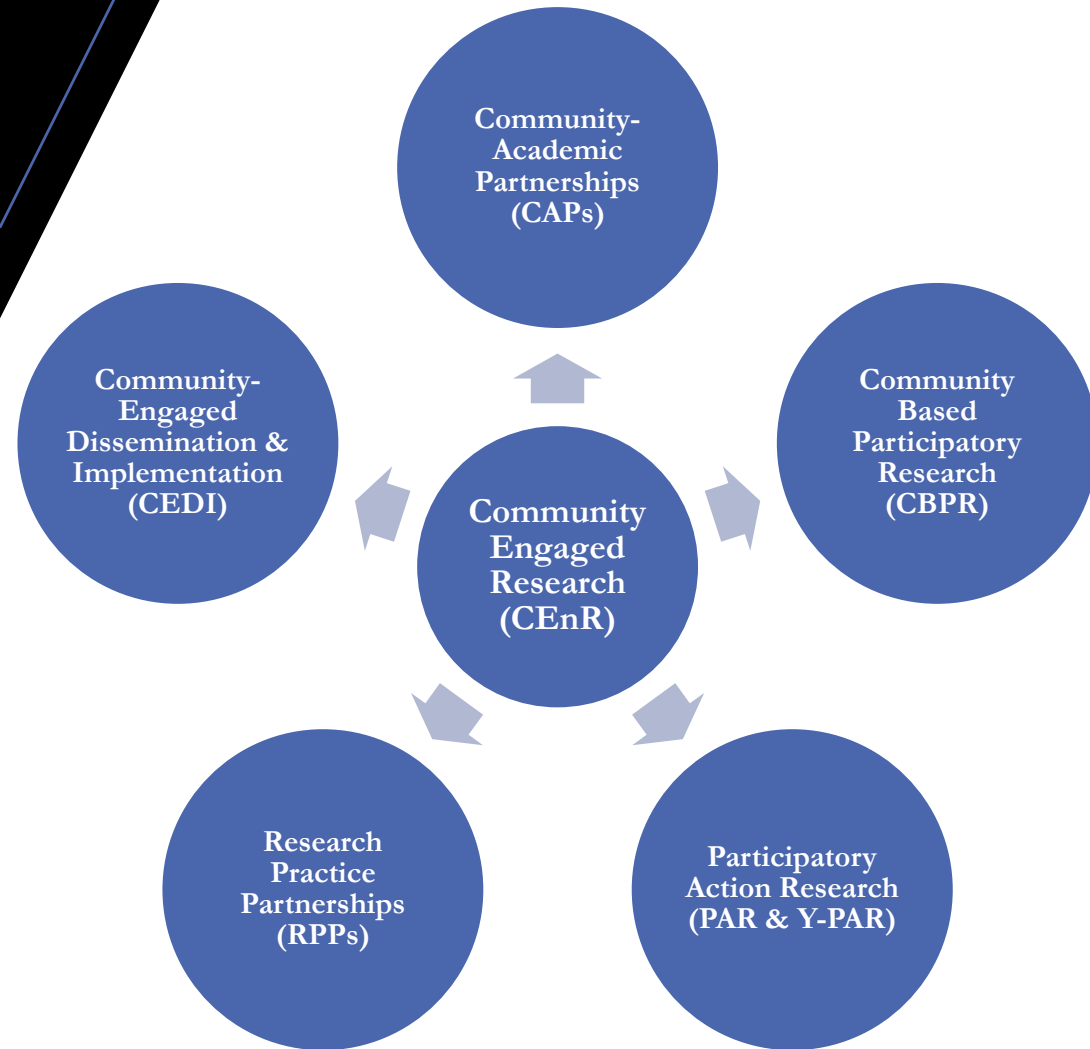 Community-
Academic
Partnerships
(CAPs)
Community-
Engaged
Dissemination &
Implementation
(CEDI)
Community
Based
Participatory
Research
(CBPR)
Community
Engaged
Research
(CEnR)
Research
Practice
Partnerships
(RPPs)
Participatory
Action Research
(PAR & Y-PAR)